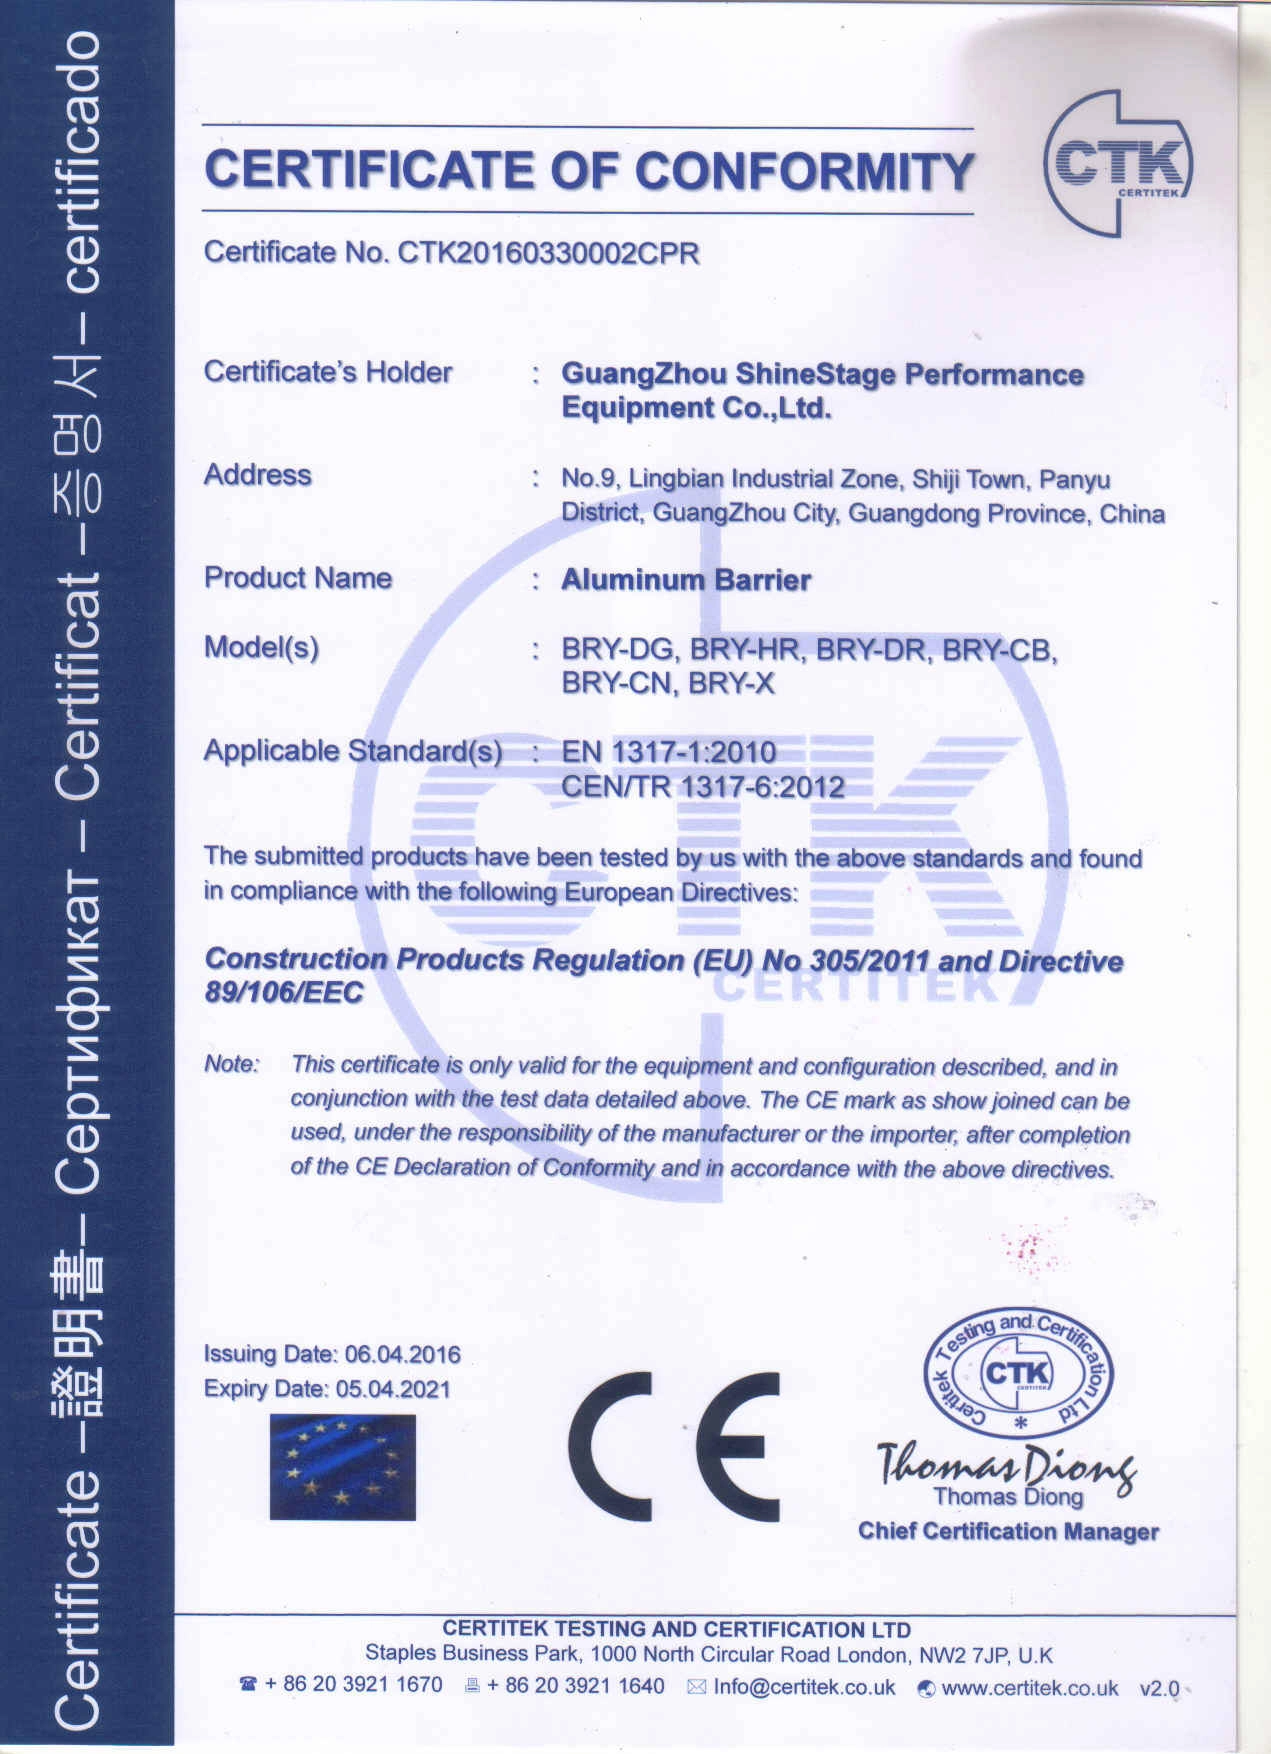 Certificate –證明書– Сертификат – Certificat –증명서– certificado
CTK
CERTITEK
CERTIFICATE OF CONFORMITY
Certificate No. CTK20160330002CPR
Certificate's Holder : GuangZhou ShineStage Performance
Equipment Co.,Ltd.
Address : No.9, Lingbian Industrial Zone, Shiji Town, Panyu
District, GuangZhou City, Guangdong Province, China
Product Name : Aluminum Barrier
Model(s) : BRY-DG, BRY-HR, BRY-DR, BRY-CB,
BRY-CN, BRY-X
Applicable Standard(s) : EN 1317-1:2010
CEN/TR 1317-6:2012
CTK
CERTITEK
The submitted products have been tested by us with the above standards and found
in compliance with the following European Directives:
Construction Products Regulation (EU) No 305/2011 and Directive
89/106/EEC
Note: This certificate is only valid for the equipment and configuration described, and in
conjunction with the test data detailed above. The CE mark as show joined can be
used, under the responsibility of the manufacturer or the importer, after completion
of the CE Declaration of Conformity and in accordance with the above directives.
Issuing Date: 06.04.2016
Expiry Date: 05.04.2021
CE
Certitek Testing and Certification Ltd
CTK
CERTITEK
*
Thomas Diong
Thomas Diong
Chief Certification Manager
CERTITEK TESTING AND CERTIFICATION LTD
Staples Business Park, 1000 North Circular Road London, NW2 7JP, U.K
+ 86 20 3921 1670 + 86 20 3921 1640 Info@certitek.co.uk www.certitek.co.uk v2.0